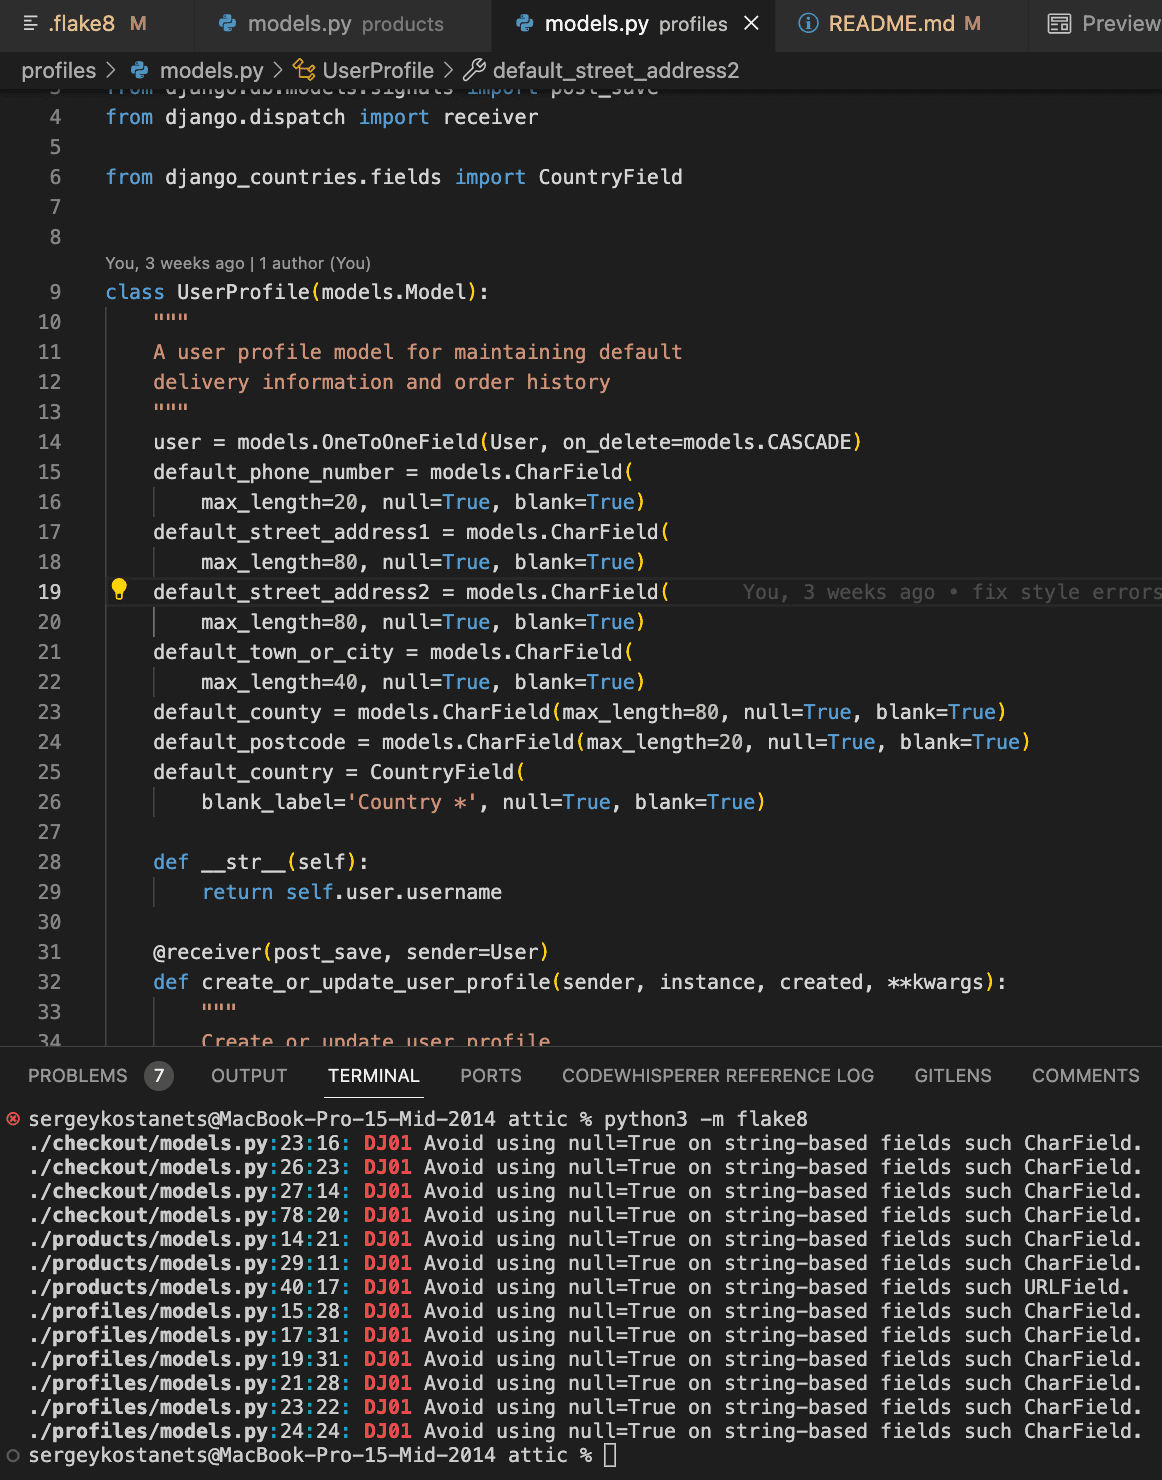 .flake8 M models.py products models.py profiles README.md M Preview
profiles > models.py > UserProfile > default_street_address2
3 from django.db.models.signals import post_save
4 from django.dispatch import receiver
5
6 from django_countries.fields import CountryField
7
8
You, 3 weeks ago | 1 author (You)
9 class UserProfile(models.Model):
10 """
11 A user profile model for maintaining default
12 delivery information and order history
13 """
14 user = models.OneToOneField(User, on_delete=models.CASCADE)
15 default_phone_number = models.CharField(
16 max_length=20, null=True, blank=True)
17 default_street_address1 = models.CharField(
18 max_length=80, null=True, blank=True)
19 default_street_address2 = models.CharField( You, 3 weeks ago • fix style errors
20 max_length=80, null=True, blank=True)
21 default_town_or_city = models.CharField(
22 max_length=40, null=True, blank=True)
23 default_county = models.CharField(max_length=80, null=True, blank=True)
24 default_postcode = models.CharField(max_length=20, null=True, blank=True)
25 default_country = CountryField(
26 blank_label='Country *', null=True, blank=True)
27
28 def __str__(self):
29 return self.user.username
30
31 @receiver(post_save, sender=User)
32 def create_or_update_user_profile(sender, instance, created, **kwargs):
33 """
34 Create or update user profile
PROBLEMS 7 OUTPUT TERMINAL PORTS CODEWHISPERER REFERENCE LOG GITLENS COMMENTS
sergeykostanets@MacBook-Pro-15-Mid-2014 attic % python3 -m flake8
./checkout/models.py:23:16: DJ01 Avoid using null=True on string-based fields such CharField.
./checkout/models.py:26:23: DJ01 Avoid using null=True on string-based fields such CharField.
./checkout/models.py:27:14: DJ01 Avoid using null=True on string-based fields such CharField.
./checkout/models.py:78:20: DJ01 Avoid using null=True on string-based fields such CharField.
./products/models.py:14:21: DJ01 Avoid using null=True on string-based fields such CharField.
./products/models.py:29:11: DJ01 Avoid using null=True on string-based fields such CharField.
./products/models.py:40:17: DJ01 Avoid using null=True on string-based fields such URLField.
./profiles/models.py:15:28: DJ01 Avoid using null=True on string-based fields such CharField.
./profiles/models.py:17:31: DJ01 Avoid using null=True on string-based fields such CharField.
./profiles/models.py:19:31: DJ01 Avoid using null=True on string-based fields such CharField.
./profiles/models.py:21:28: DJ01 Avoid using null=True on string-based fields such CharField.
./profiles/models.py:23:22: DJ01 Avoid using null=True on string-based fields such CharField.
./profiles/models.py:24:24: DJ01 Avoid using null=True on string-based fields such CharField.
sergeykostanets@MacBook-Pro-15-Mid-2014 attic %